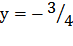 y = − 3/4